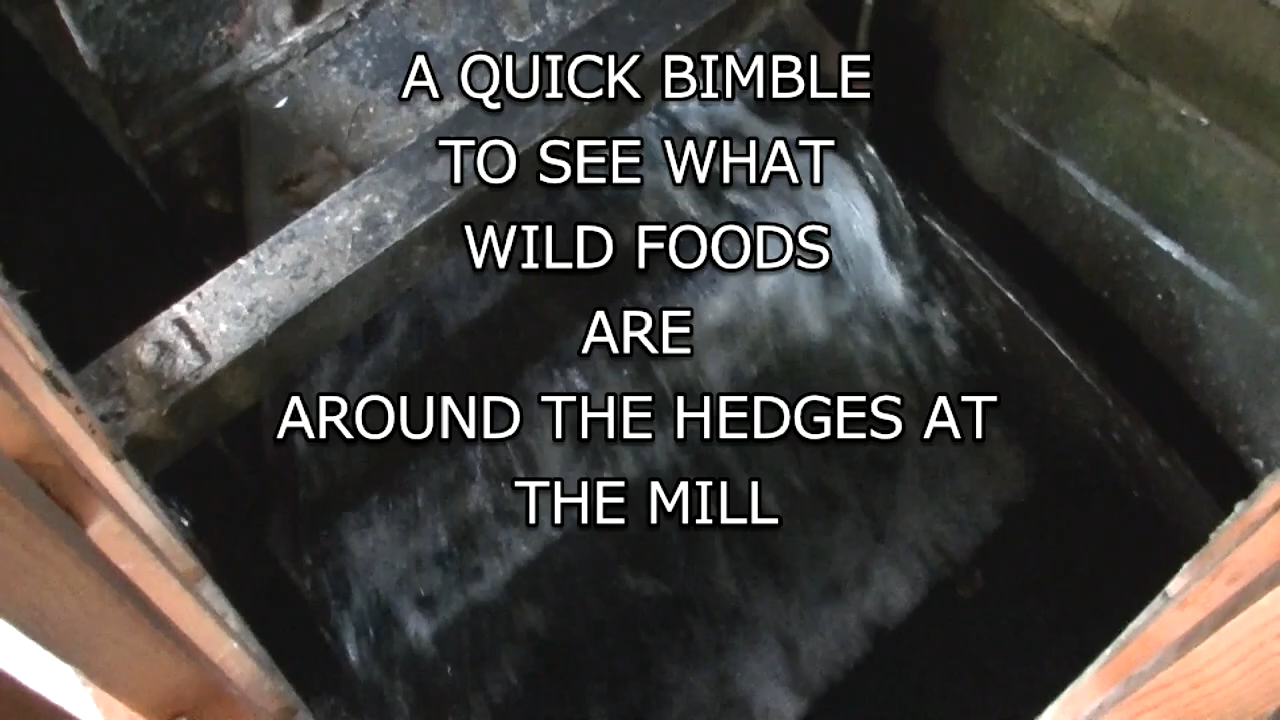 A QUICK BIMBLE
TO SEE WHAT
WILD FOODS
ARE
AROUND THE HEDGES AT
THE MILL